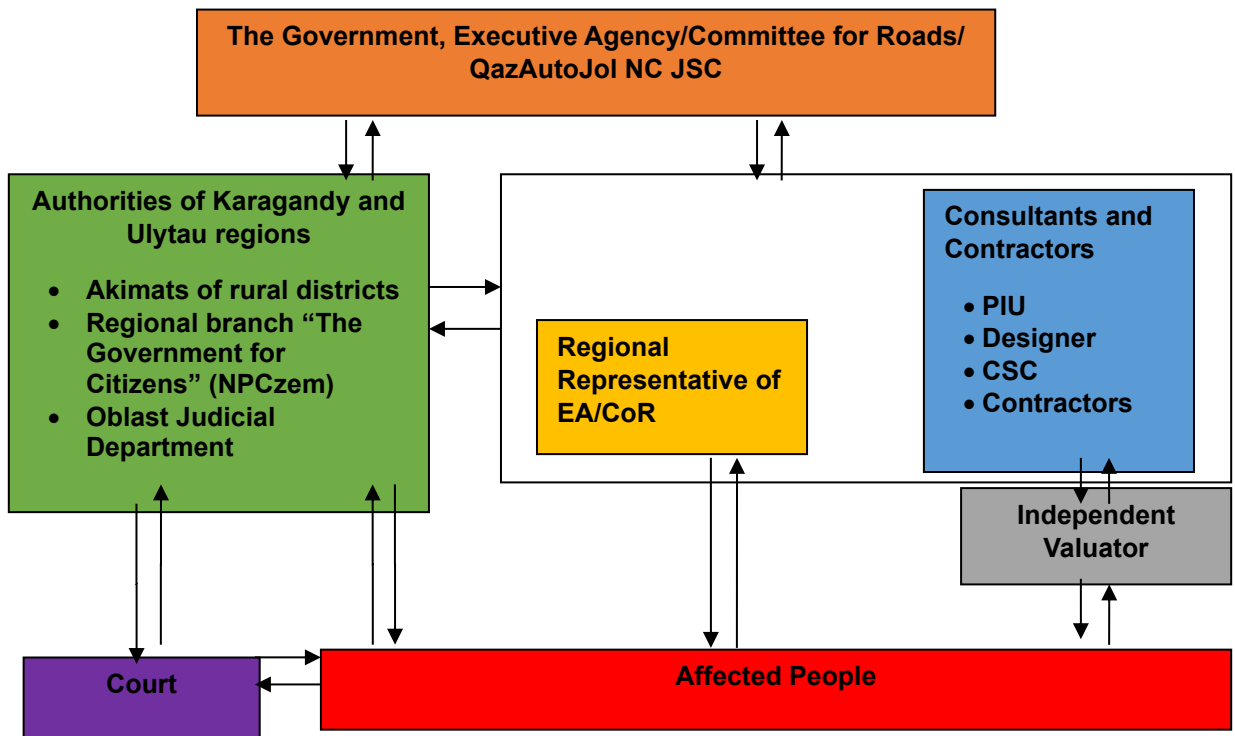 The Government, Executive Agency/Committee for Roads/
QazAutoJol NC JSC
Authorities of Karagandy and
Ulytau regions
• Akimats of rural districts
• Regional branch “The
Government for
Citizens” (NPCzem)
• Oblast Judicial
Department
Regional
Representative of
EA/CoR
Consultants and
Contractors
• PIU
• Designer
• CSC
• Contractors
Independent
Valuator
Court
Affected People